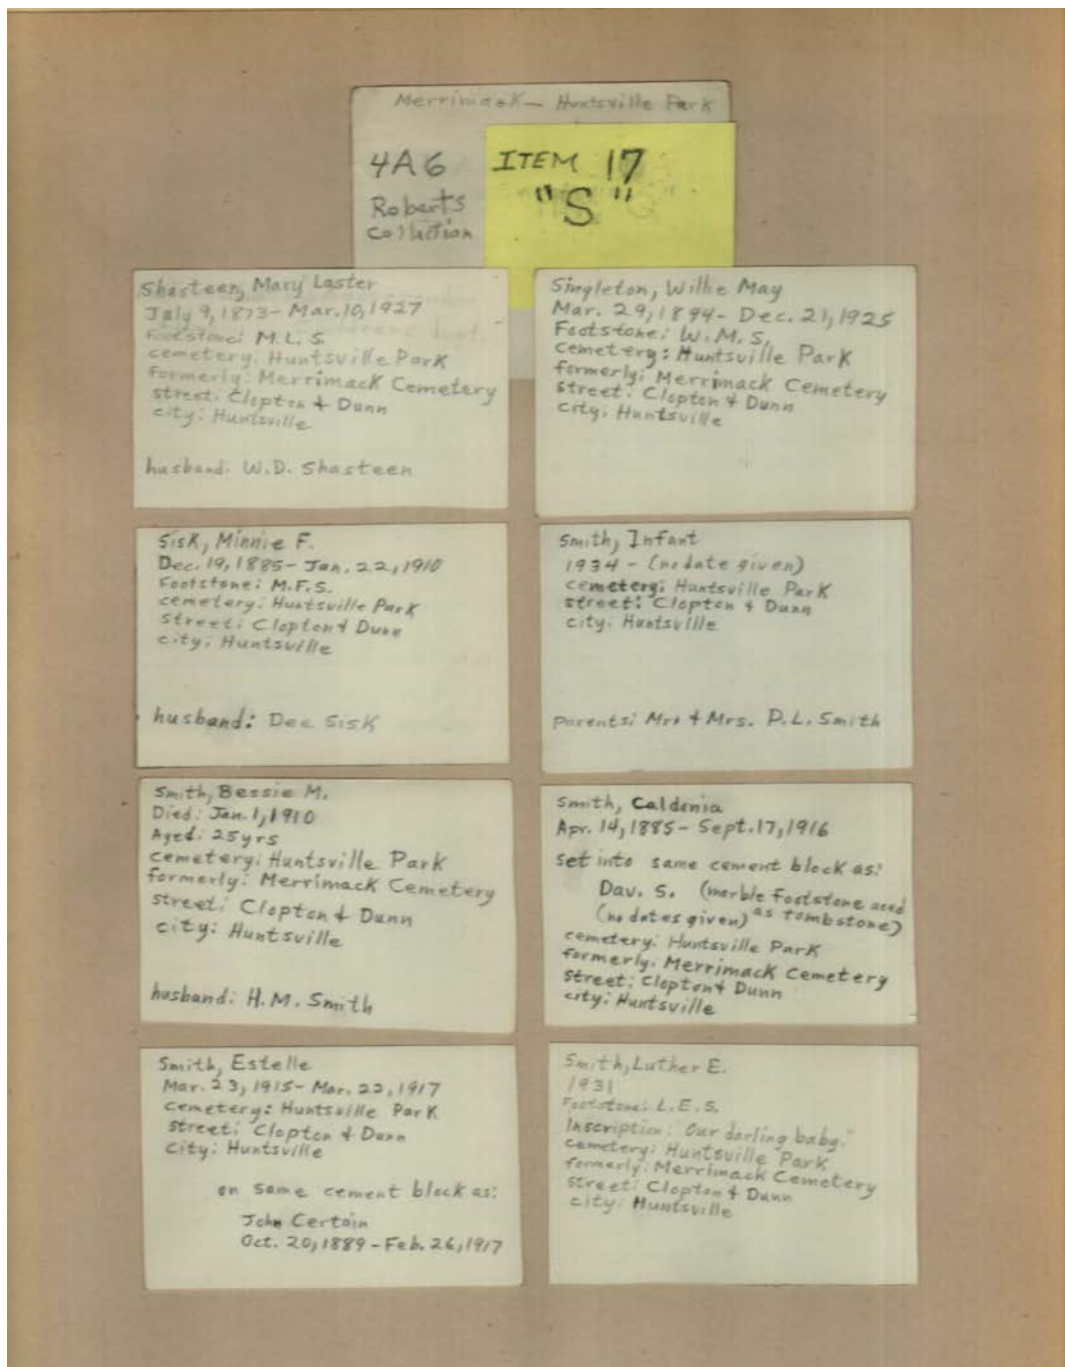 Merrimack - Huntsville Park
4A6
Roberts
Collection
ITEM 17
"S"
Shasteen, Mary Laster
July 9, 1873 - Mar. 10, 1927
Footstone: M.L.S.
cemetery: Huntsville Park
formerly: Merrimack Cemetery
street: Clopton & Dunn
city: Huntsville
husband: W.D. Shasteen
Singleton, Willie May
Mar. 29, 1894 - Dec. 21, 1925
Footstone: W.M.S.
Cemetery: Huntsville Park
formerly: Merrimack Cemetery
street: Clopton & Dunn
city: Huntsville
Sisk, Minnie F.
Dec. 19, 1885 - Jan. 22, 1910
Footstone: M.F.S.
cemetery: Huntsville Park
street: Clopton & Dunn
city: Huntsville
husband: Dee Sisk
Smith, Infant
1934 - (no date given)
cemetery: Huntsville Park
street: Clopton & Dunn
city: Huntsville
parents: Mr. & Mrs. P.L. Smith
Smith, Bessie M.
Died: Jan. 1, 1910
Aged: 25 yrs
cemetery: Huntsville Park
formerly: Merrimack Cemetery
street: Clopton & Dunn
city: Huntsville
husband: H.M. Smith
Smith, Caldonia
Apr. 14, 1885 - Sept. 17, 1916
set into same cement block as:
Dav. S. (marble footstone used
(no dates given) as tombstone)
cemetery: Huntsville Park
formerly: Merrimack Cemetery
street: Clopton & Dunn
city: Huntsville
Smith, Estelle
Mar. 23, 1915 - Mar. 22, 1917
Cemetery: Huntsville Park
street: Clopton & Dunn
City: Huntsville
on same cement block as:
John Certain
Oct. 20, 1889 - Feb. 26, 1917
Smith, Luther E.
1931
Footstone: L.E.S.
Inscription: "Our darling baby."
cemetery: Huntsville Park
formerly: Merrimack Cemetery
street: Clopton & Dunn
city: Huntsville